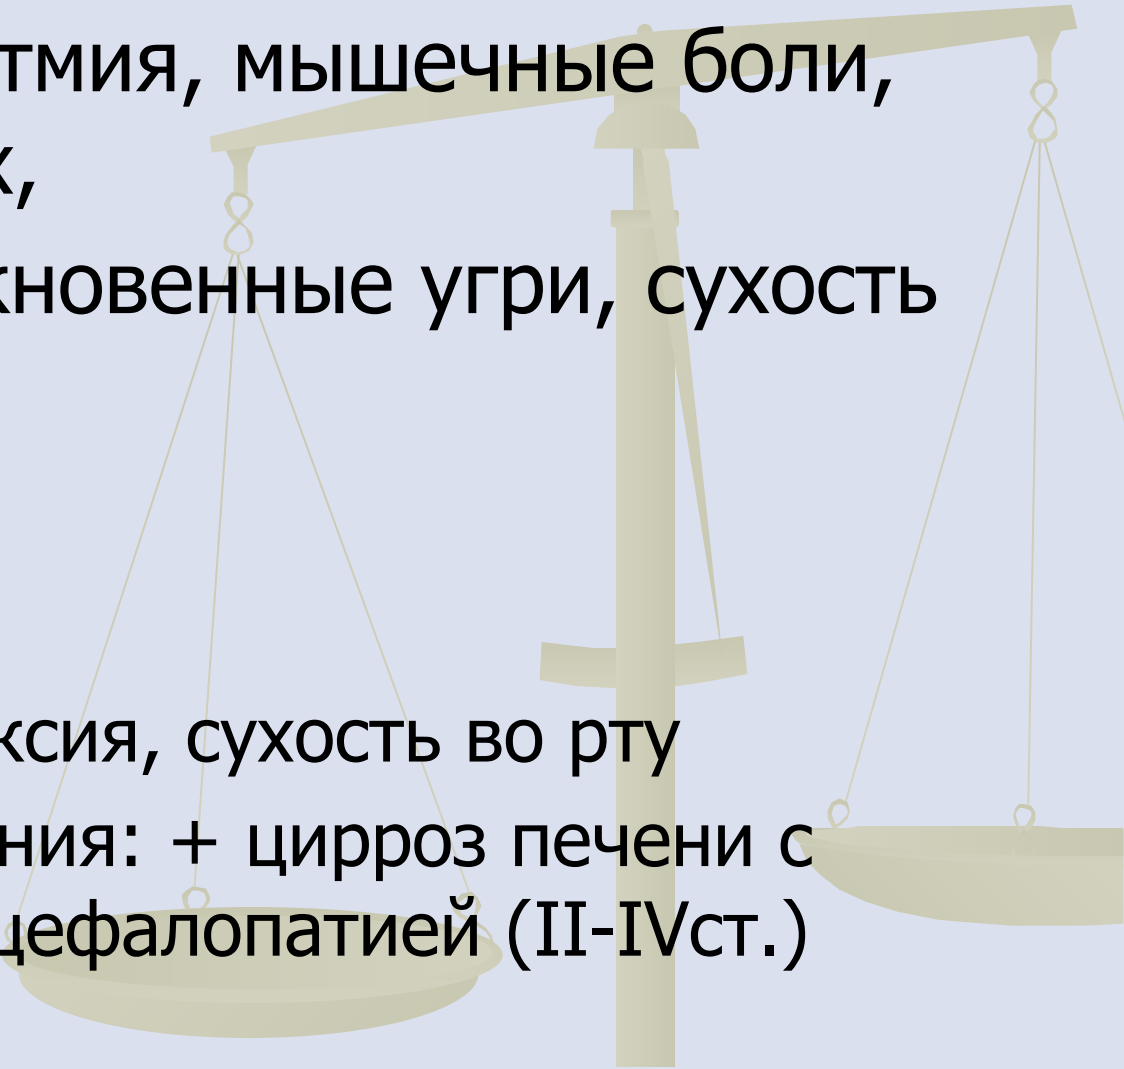 тмия, мышечные боли,
х,
кновенные угри, сухость
ксия, сухость во рту
ния: + цирроз печени с
цефалопатией (II-IVст.)